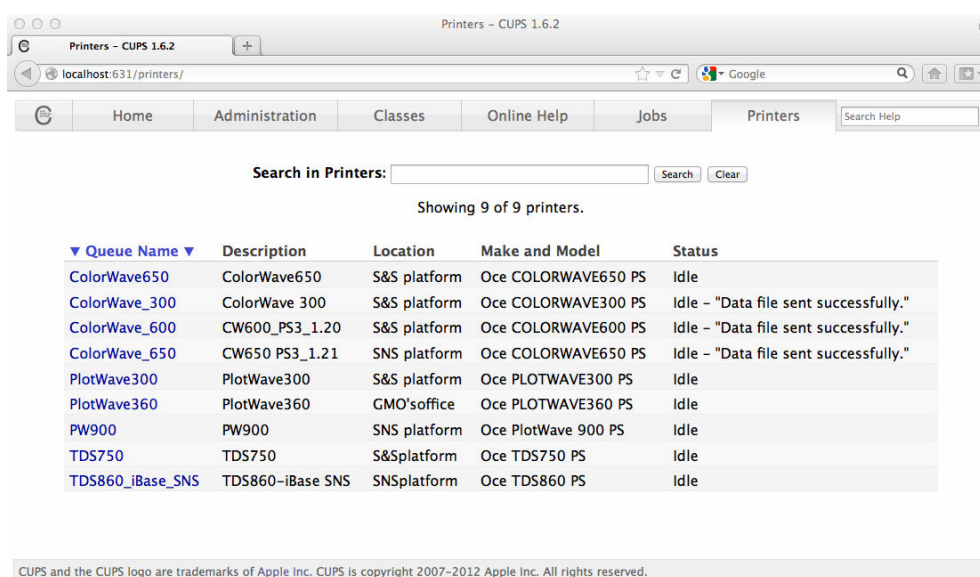 Printers – CUPS 1.6.2
Printers – CUPS 1.6.2 +
localhost:631/printers/ Google
Home Administration Classes Online Help Jobs Printers Search Help
Search in Printers: Search Clear
Showing 9 of 9 printers.
▼ Queue Name ▼ Description Location Make and Model Status
ColorWave650 ColorWave650 S&S platform Oce COLORWAVE650 PS Idle
ColorWave_300 ColorWave 300 S&S platform Oce COLORWAVE300 PS Idle – "Data file sent successfully."
ColorWave_600 CW600_PS3_1.20 S&S platform Oce COLORWAVE600 PS Idle – "Data file sent successfully."
ColorWave_650 CW650 PS3_1.21 SNS platform Oce COLORWAVE650 PS Idle – "Data file sent successfully."
PlotWave300 PlotWave300 S&S platform Oce PLOTWAVE300 PS Idle
PlotWave360 PlotWave360 GMO'soffice Oce PLOTWAVE360 PS Idle
PW900 PW900 SNS platform Oce PlotWave 900 PS Idle
TDS750 TDS750 S&Splatform Oce TDS750 PS Idle
TDS860_iBase_SNS TDS860–iBase SNS SNSplatform Oce TDS860 PS Idle
CUPS and the CUPS logo are trademarks of Apple Inc. CUPS is copyright 2007–2012 Apple Inc. All rights reserved.